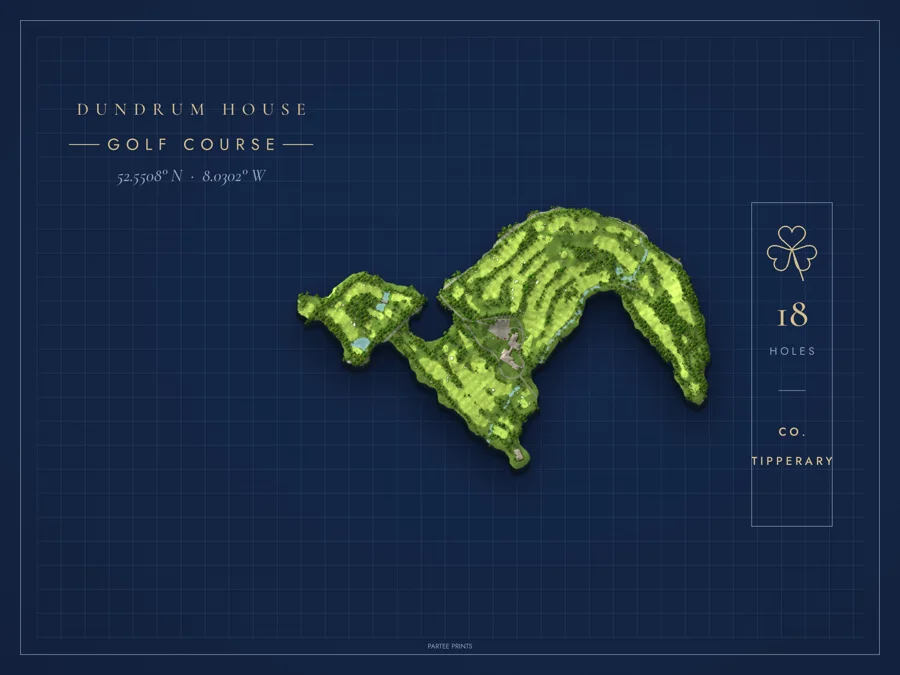 DUNDRUM HOUSE
GOLF COURSE
52.5508° N · 8.0302° W
18
HOLES
CO.
TIPPERARY
PARTEE PRINTS